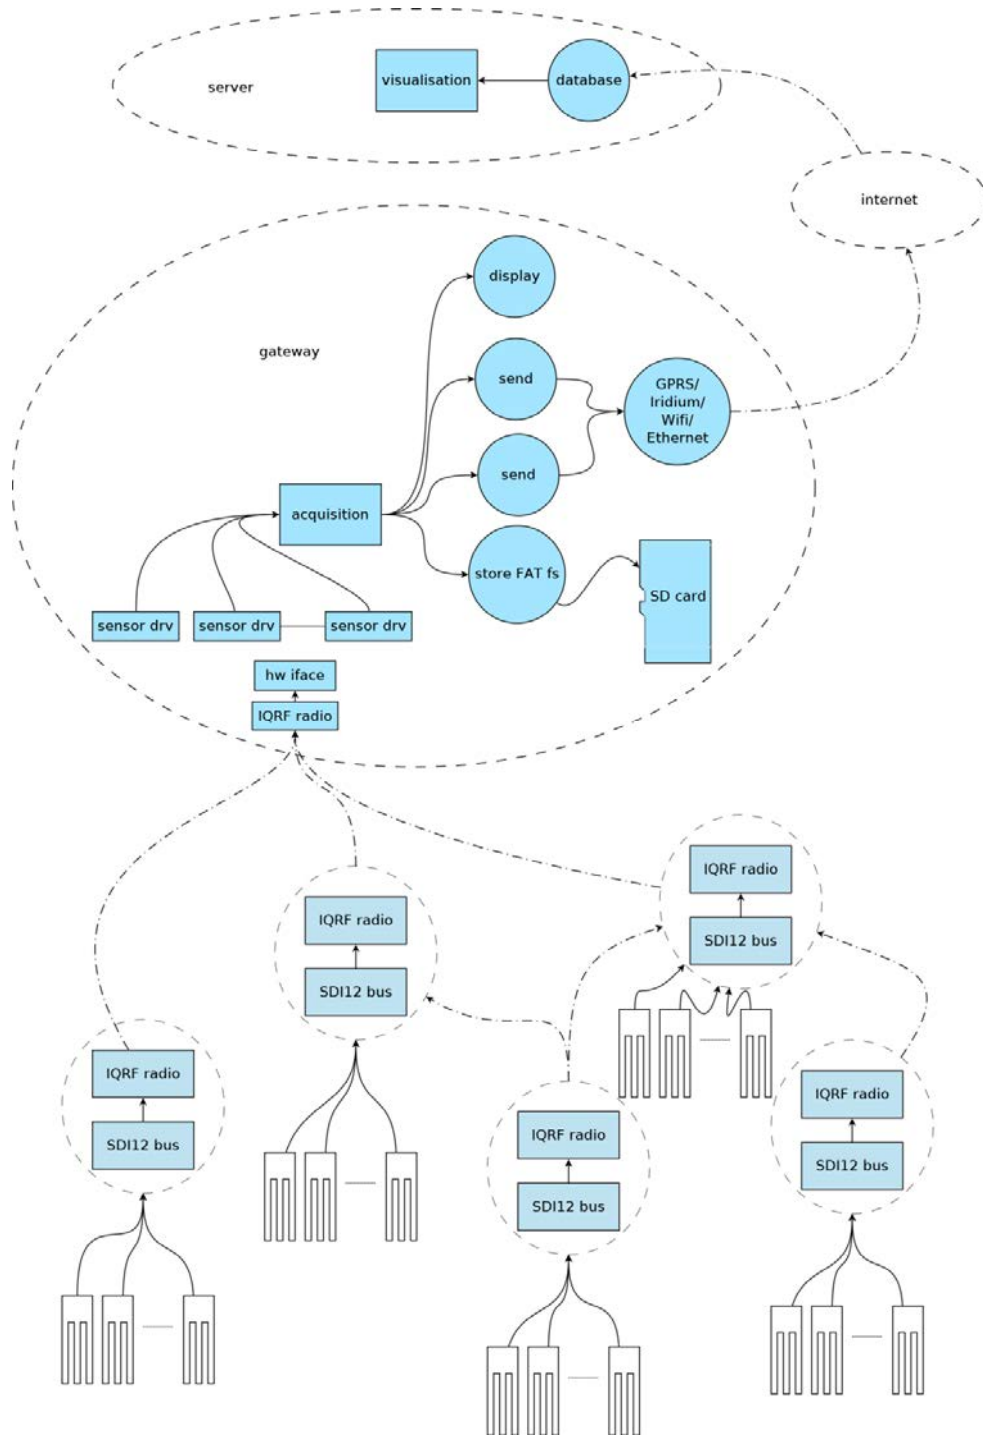 server
visualisation
database
internet
gateway
display
send
GPRS/
Iridium/
Wifi/
Ethernet
send
acquisition
store FAT fs
SD card
sensor drv
sensor drv
sensor drv
hw iface
IQRF radio
IQRF radio
SDI12 bus
IQRF radio
SDI12 bus
IQRF radio
SDI12 bus
IQRF radio
SDI12 bus
IQRF radio
SDI12 bus